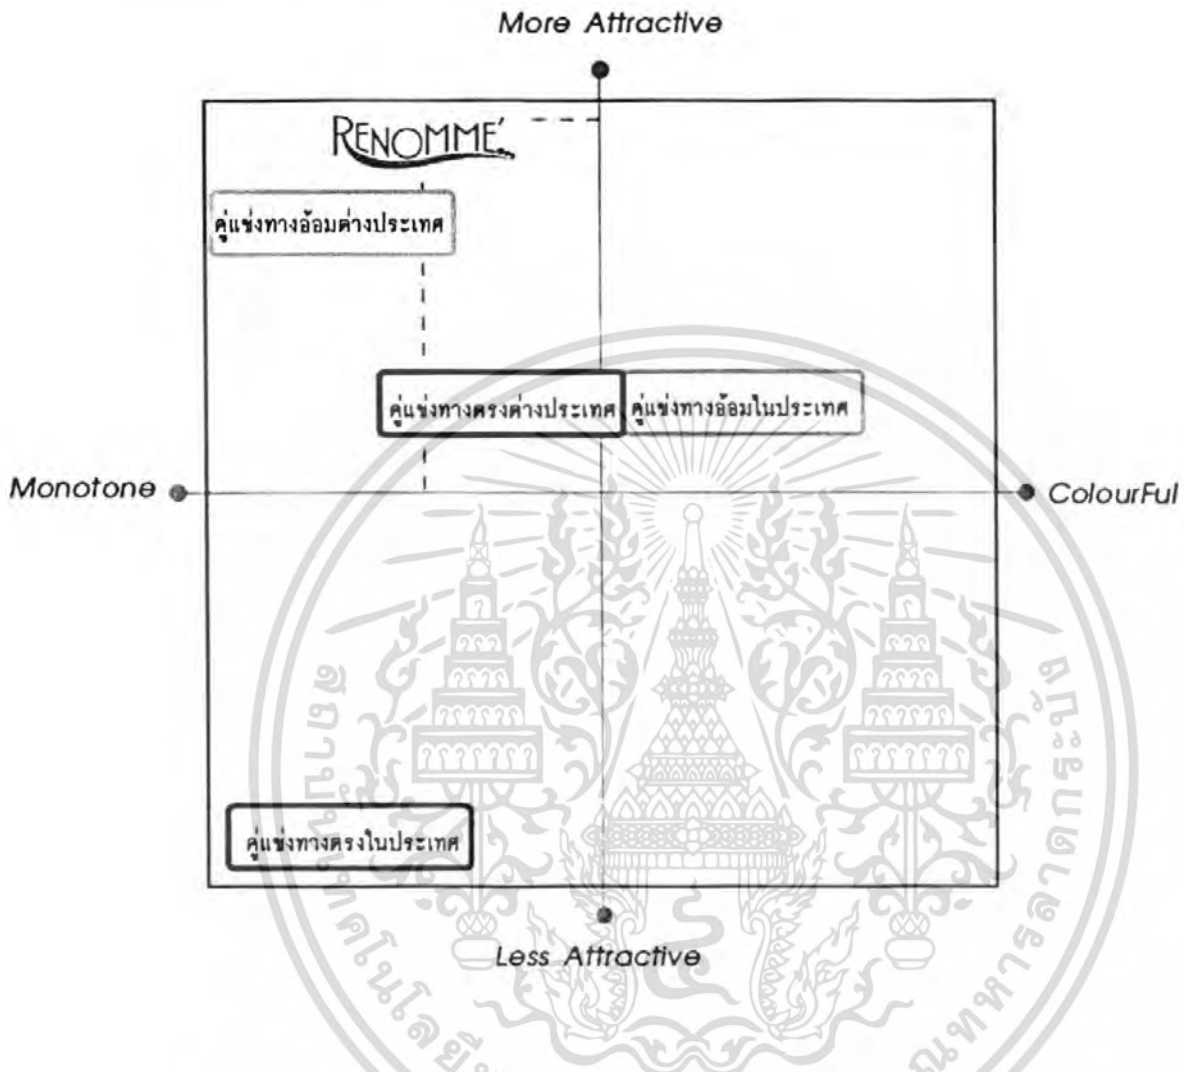 More Attractive
RENOMMÉ
คู่แข่งทางอ้อมต่างประเทศ
คู่แข่งทางตรงต่างประเทศ คู่แข่งทางอ้อมในประเทศ
Monotone
ColourFul
คู่แข่งทางตรงในประเทศ
Less Attractive